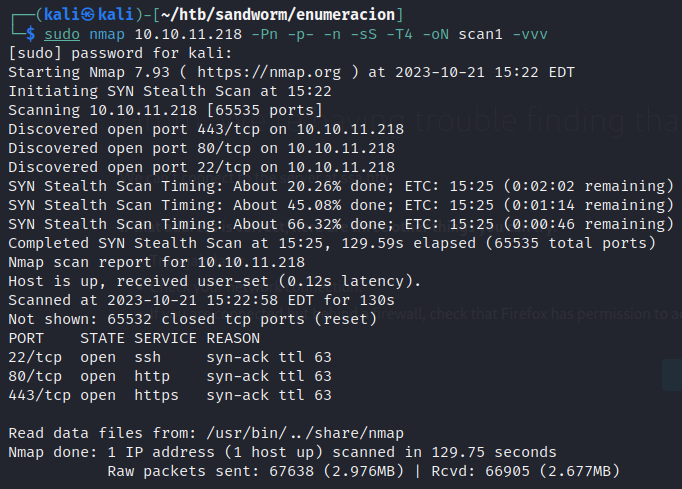 ┌──(kali㉿kali)-[~/htb/sandworm/enumeracion]
└─$ sudo nmap 10.10.11.218 -Pn -p- -n -sS -T4 -oN scan1 -vvv
[sudo] password for kali:
Starting Nmap 7.93 ( https://nmap.org ) at 2023-10-21 15:22 EDT
Initiating SYN Stealth Scan at 15:22
Scanning 10.10.11.218 [65535 ports]
Discovered open port 443/tcp on 10.10.11.218
Discovered open port 80/tcp on 10.10.11.218
Discovered open port 22/tcp on 10.10.11.218
SYN Stealth Scan Timing: About 20.26% done; ETC: 15:25 (0:02:02 remaining)
SYN Stealth Scan Timing: About 45.08% done; ETC: 15:25 (0:01:14 remaining)
SYN Stealth Scan Timing: About 66.32% done; ETC: 15:25 (0:00:46 remaining)
Completed SYN Stealth Scan at 15:25, 129.59s elapsed (65535 total ports)
Nmap scan report for 10.10.11.218
Host is up, received user-set (0.12s latency).
Scanned at 2023-10-21 15:22:58 EDT for 130s
Not shown: 65532 closed tcp ports (reset)
PORT    STATE SERVICE REASON
22/tcp  open  ssh     syn-ack ttl 63
80/tcp  open  http    syn-ack ttl 63
443/tcp open  https   syn-ack ttl 63
Read data files from: /usr/bin/../share/nmap
Nmap done: 1 IP address (1 host up) scanned in 129.75 seconds
Raw packets sent: 67638 (2.976MB) | Rcvd: 66905 (2.677MB)